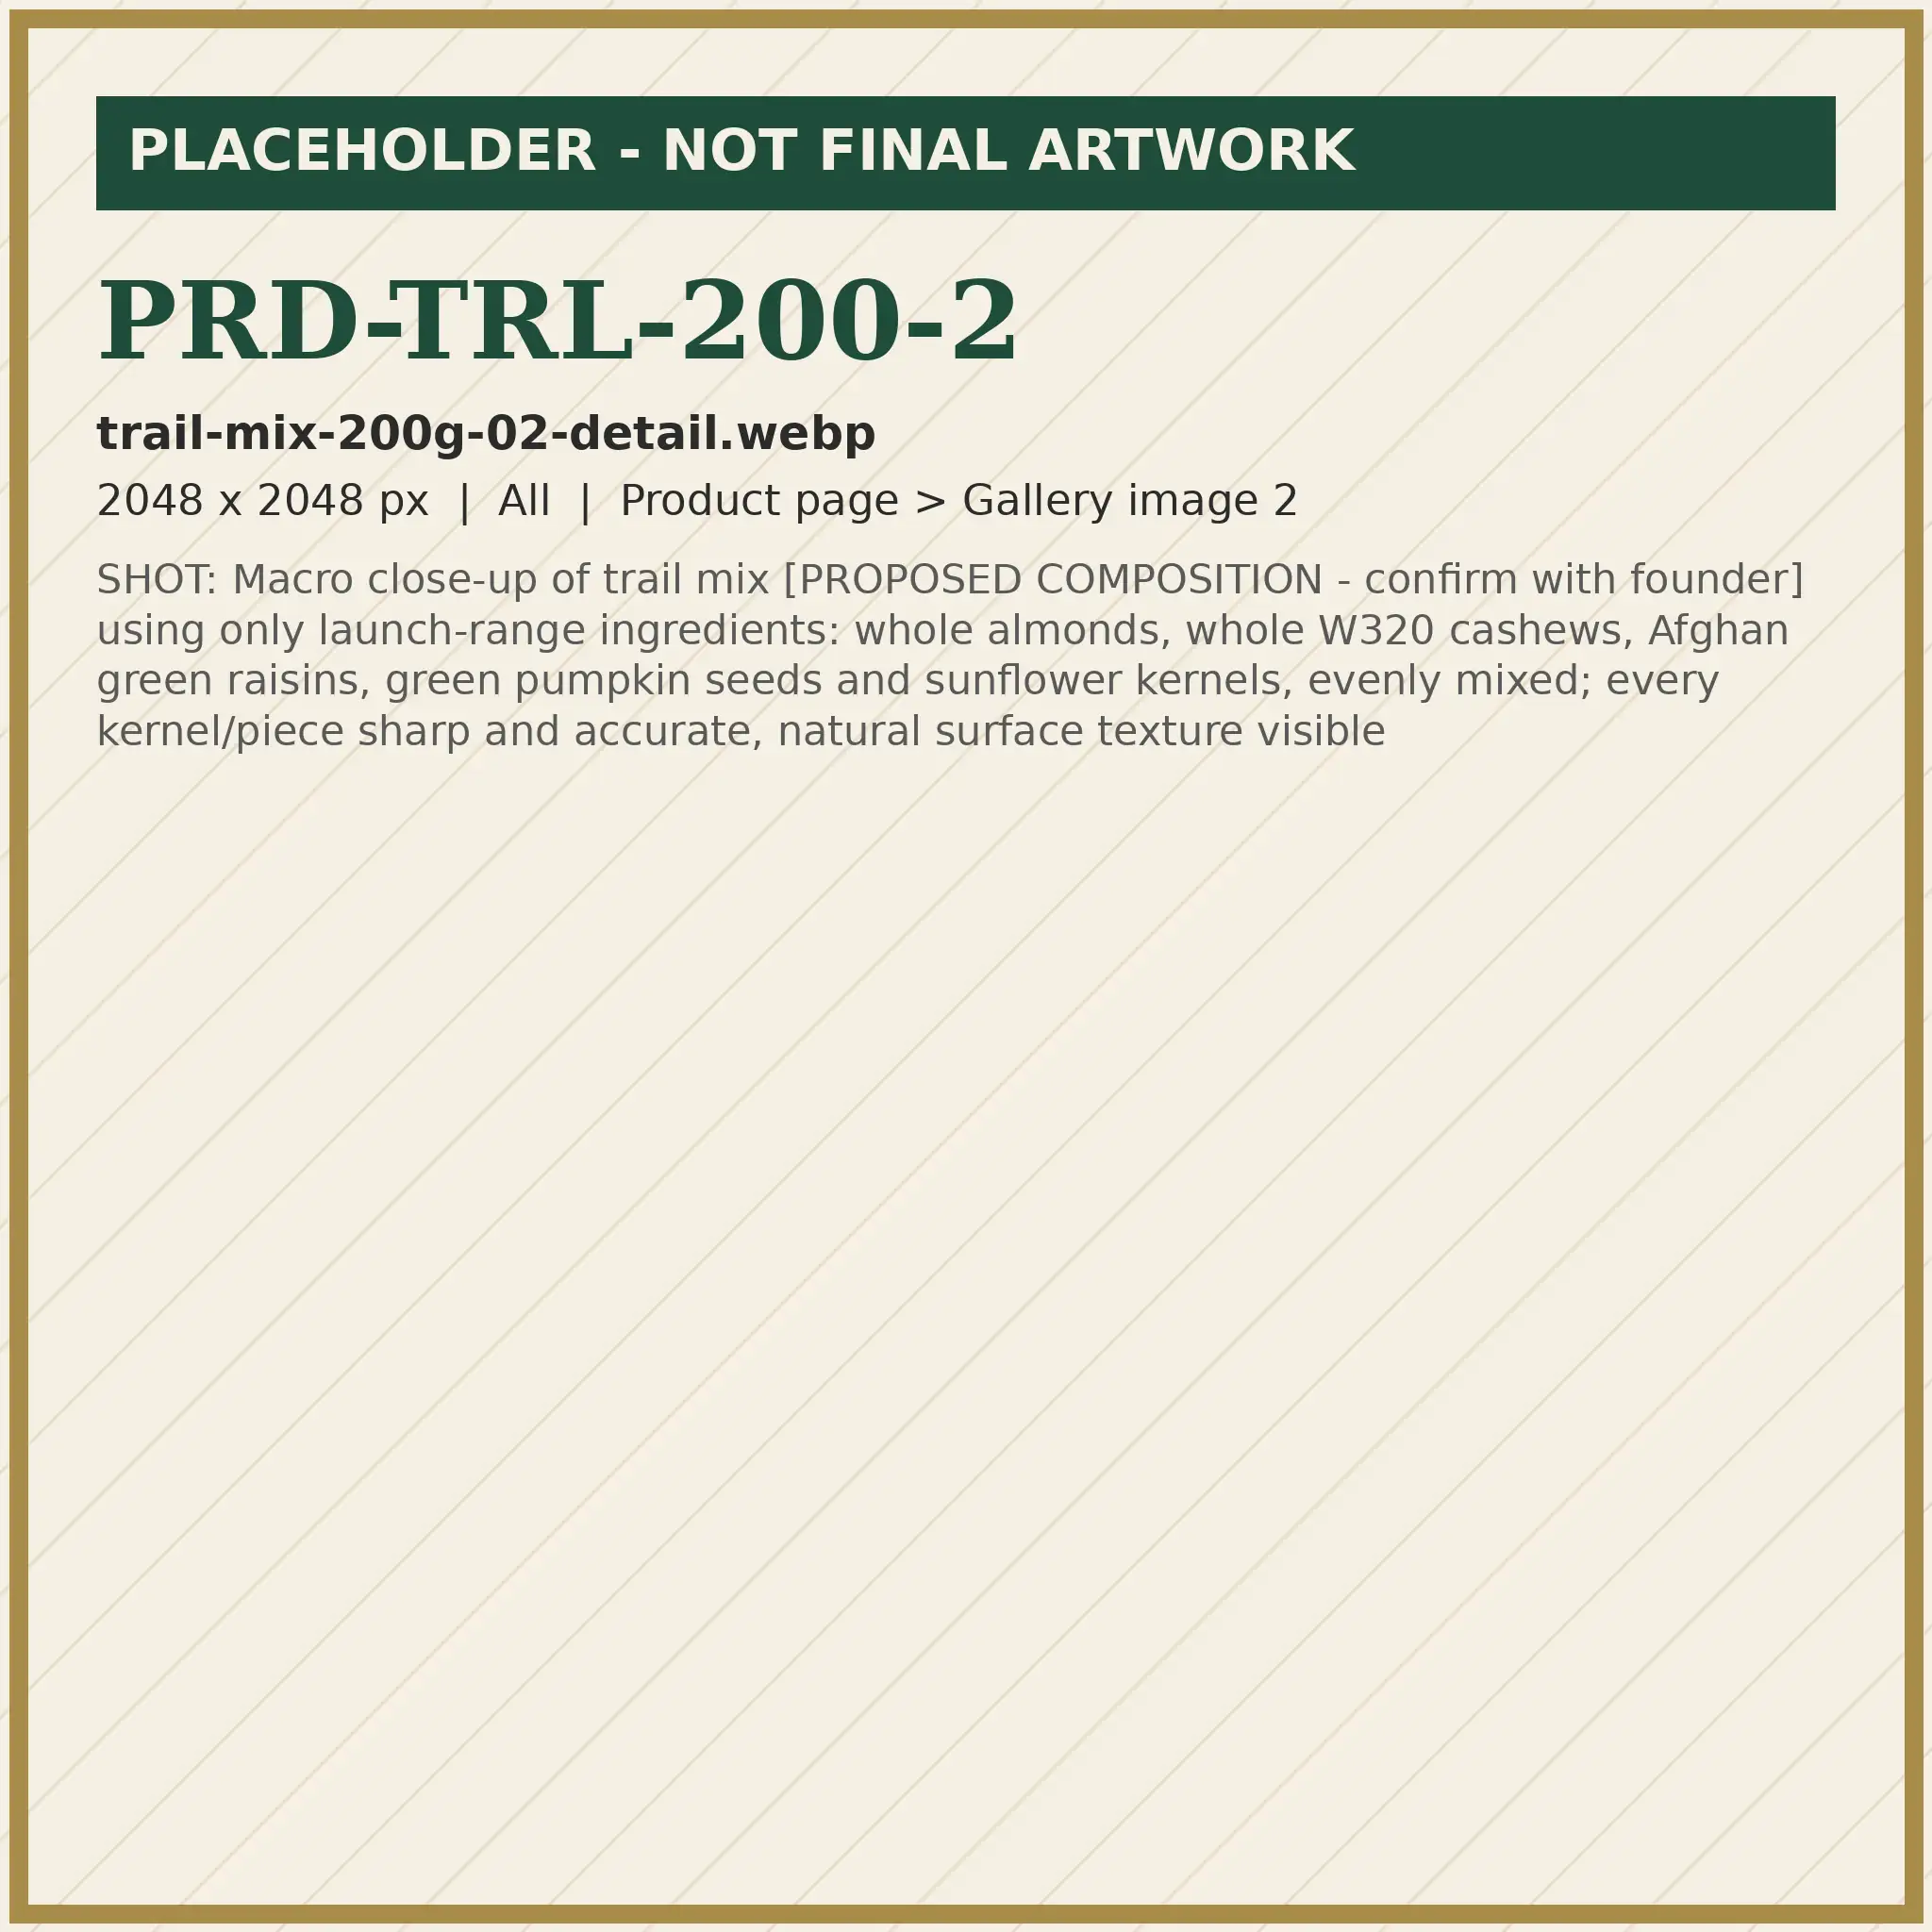 PLACEHOLDER - NOT FINAL ARTWORK
PRD-TRL-200-2
trail-mix-200g-02-detail.webp
2048 x 2048 px | All | Product page > Gallery image 2
SHOT: Macro close-up of trail mix [PROPOSED COMPOSITION - confirm with founder]
using only launch-range ingredients: whole almonds, whole W320 cashews, Afghan
green raisins, green pumpkin seeds and sunflower kernels, evenly mixed; every
kernel/piece sharp and accurate, natural surface texture visible